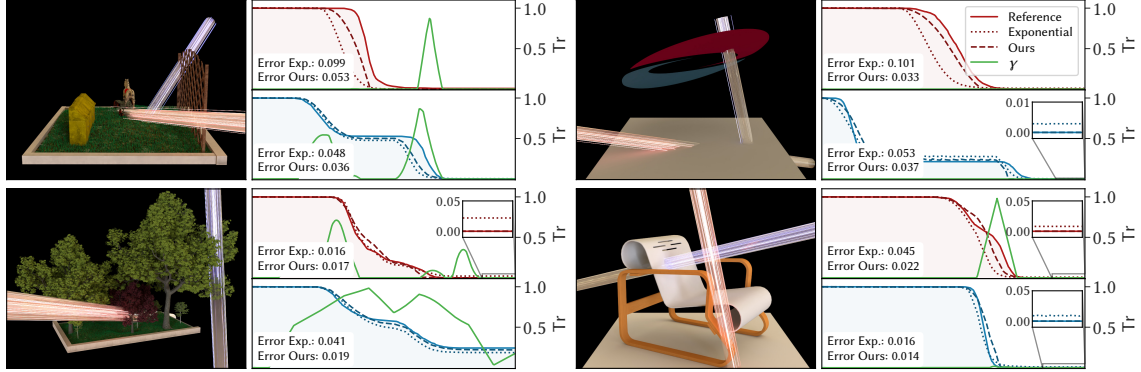 1.0
0.5
Tr
Error Exp.: 0.099
Error Ours: 0.053
1.0
0.5
Tr
Error Exp.: 0.048
Error Ours: 0.036
Reference
Exponential
Ours
γ
1.0
0.5
Tr
Error Exp.: 0.101
Error Ours: 0.033
0.01
0.00
1.0
0.5
Tr
Error Exp.: 0.053
Error Ours: 0.037
0.05
0.00
1.0
0.5
Tr
Error Exp.: 0.016
Error Ours: 0.017
1.0
0.5
Tr
Error Exp.: 0.041
Error Ours: 0.019
0.05
0.00
1.0
0.5
Tr
Error Exp.: 0.045
Error Ours: 0.022
0.05
0.00
1.0
0.5
Tr
Error Exp.: 0.016
Error Ours: 0.014